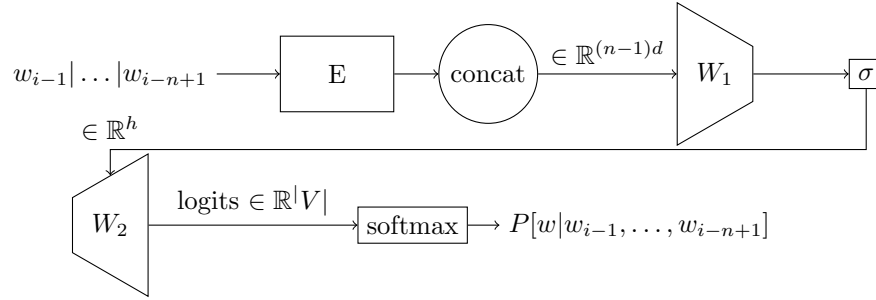 w_{i-1}| … |w_{i-n+1}
E
concat
∈ ℝ^{(n-1)d}
W_1
σ
∈ ℝ^h
W_2
logits ∈ ℝ^|V|
softmax
P[w|w_{i-1}, …, w_{i-n+1}]